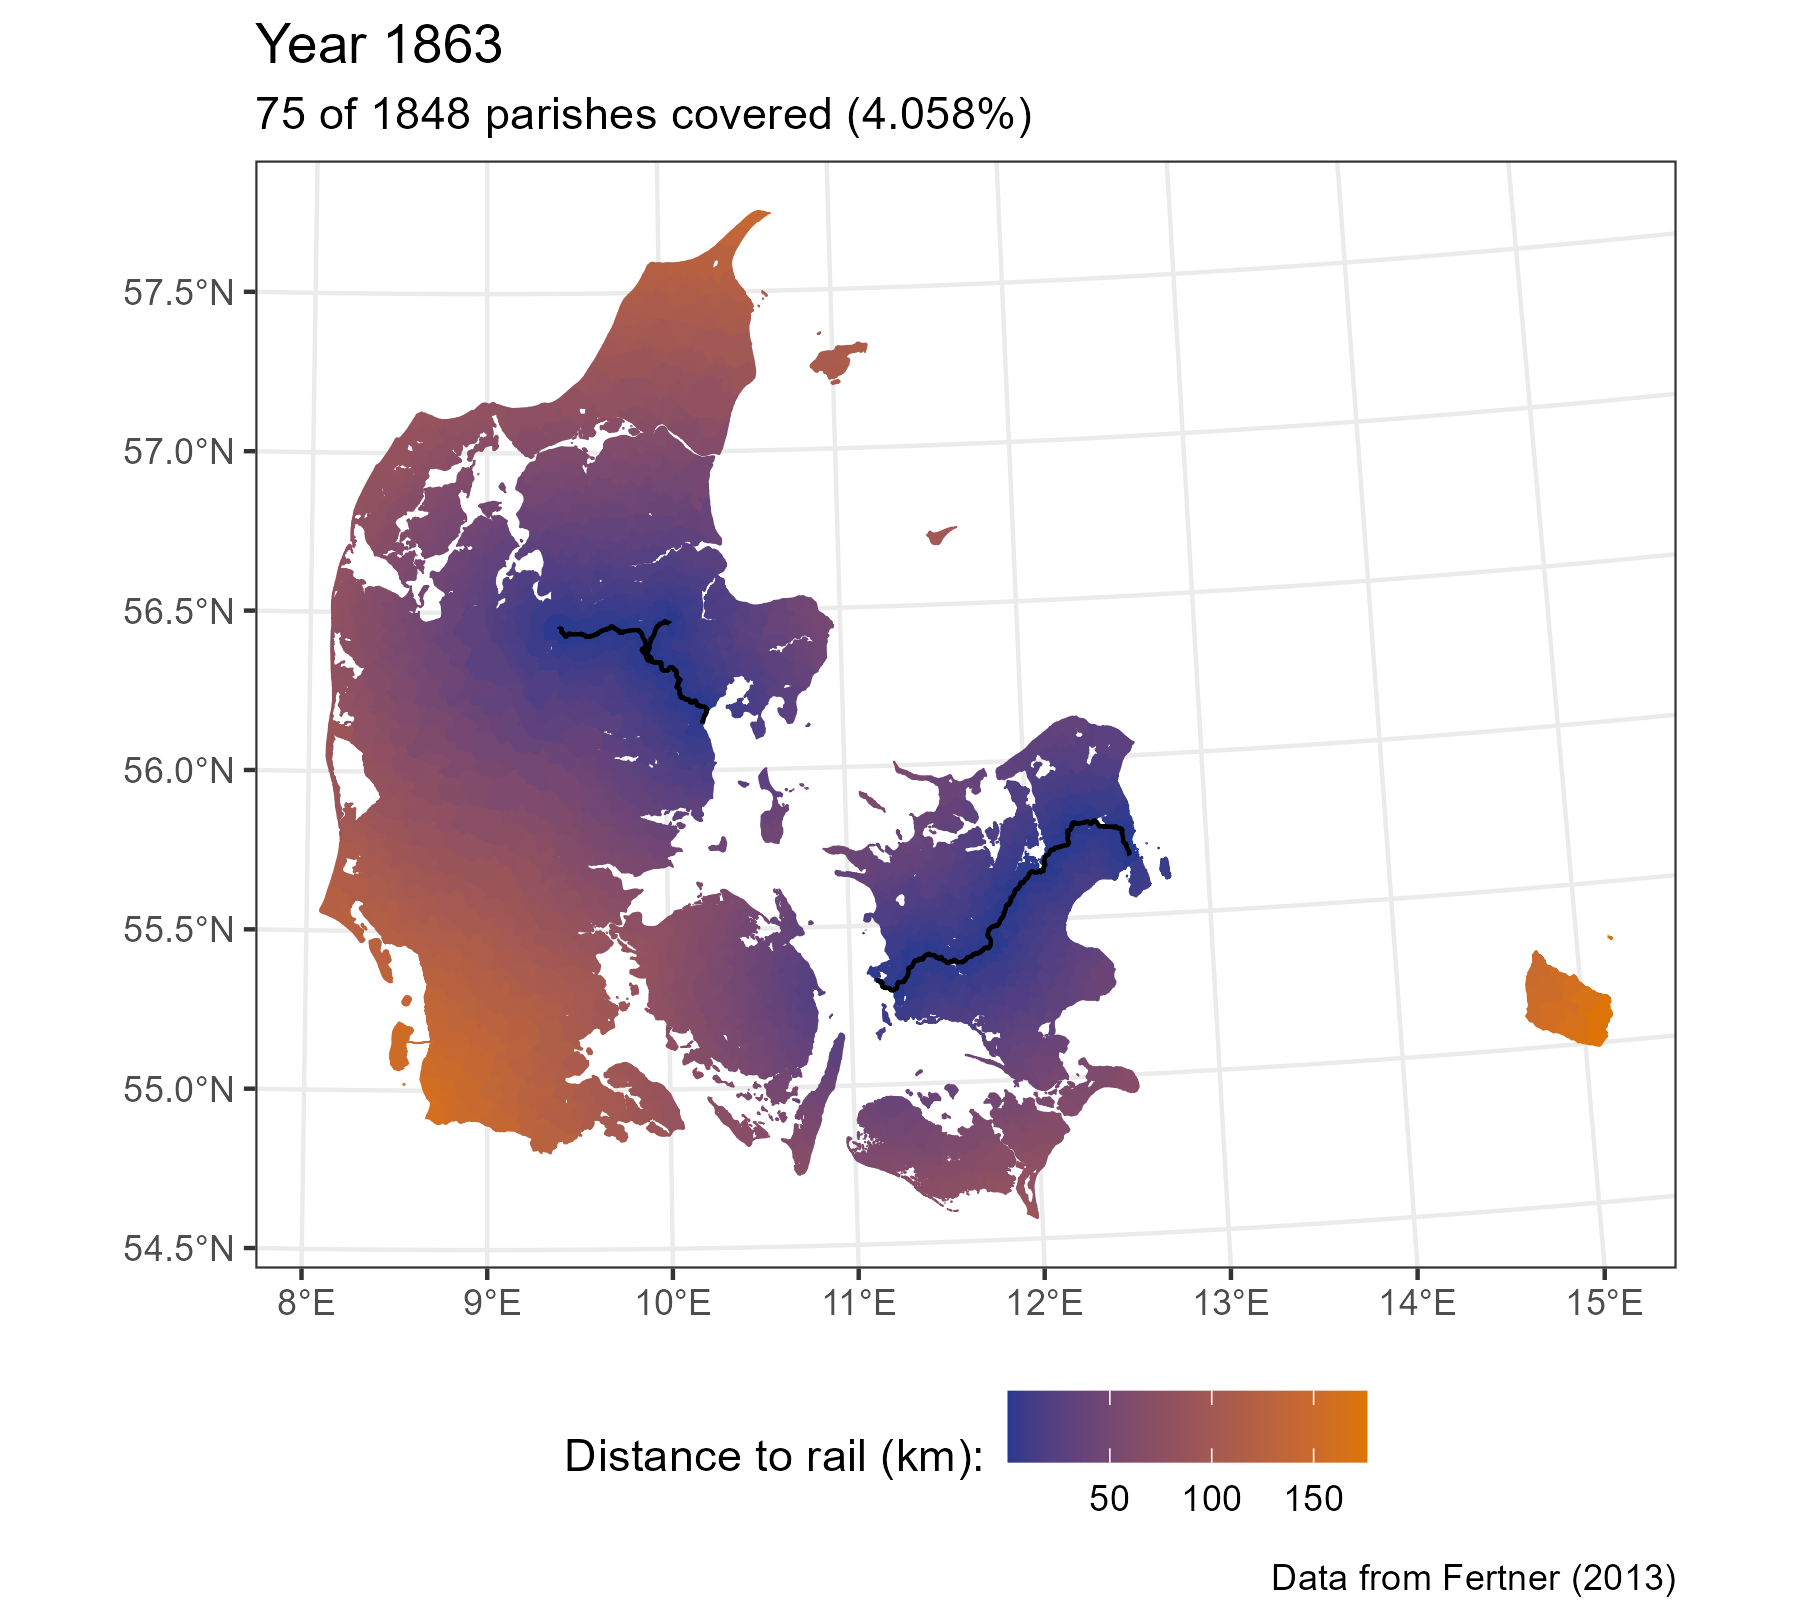 Year 1863
75 of 1848 parishes covered (4.058%)
57.5°N
57.0°N
56.5°N
56.0°N
55.5°N
55.0°N
54.5°N
8°E 9°E 10°E 11°E 12°E 13°E 14°E 15°E
Distance to rail (km):
50 100 150
Data from Fertner (2013)